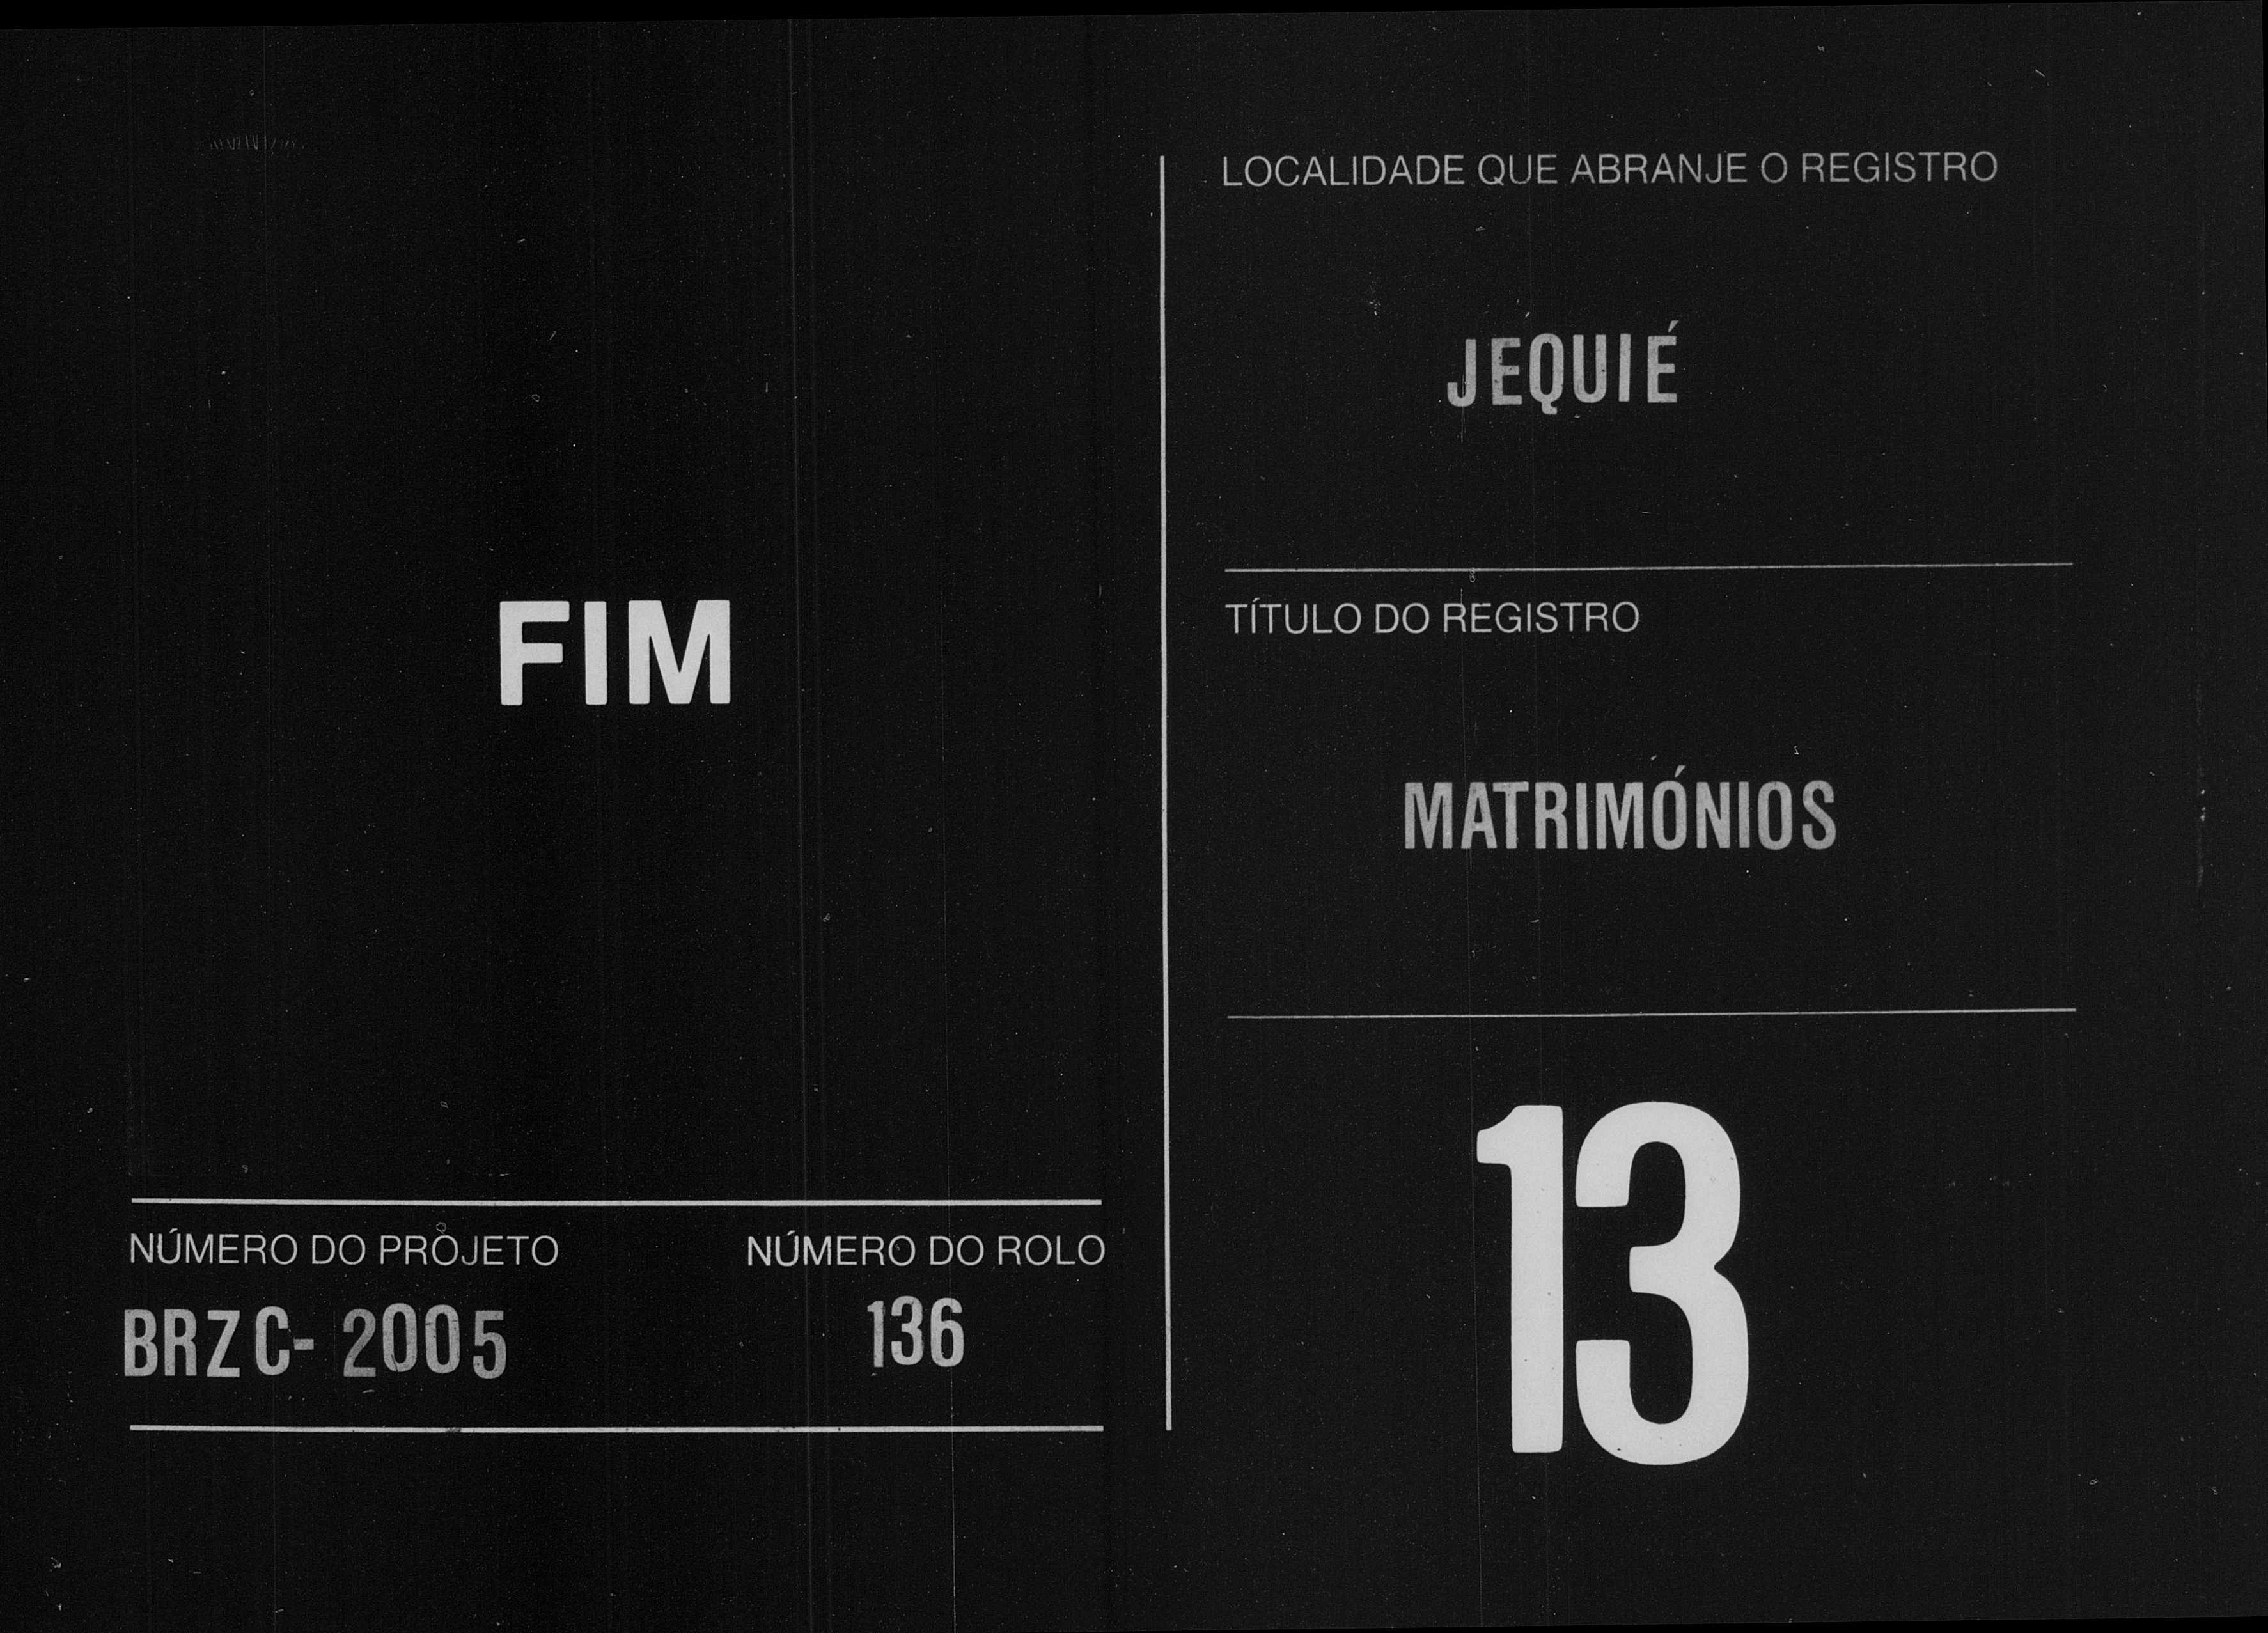 FIM
NÚMERO DO PROJETO
BRZC- 2005
NÚMERO DO ROLO
136
LOCALIDADE QUE ABRANJE O REGISTRO
JEQUIÉ
TÍTULO DO REGISTRO
MATRIMÓNIOS
13